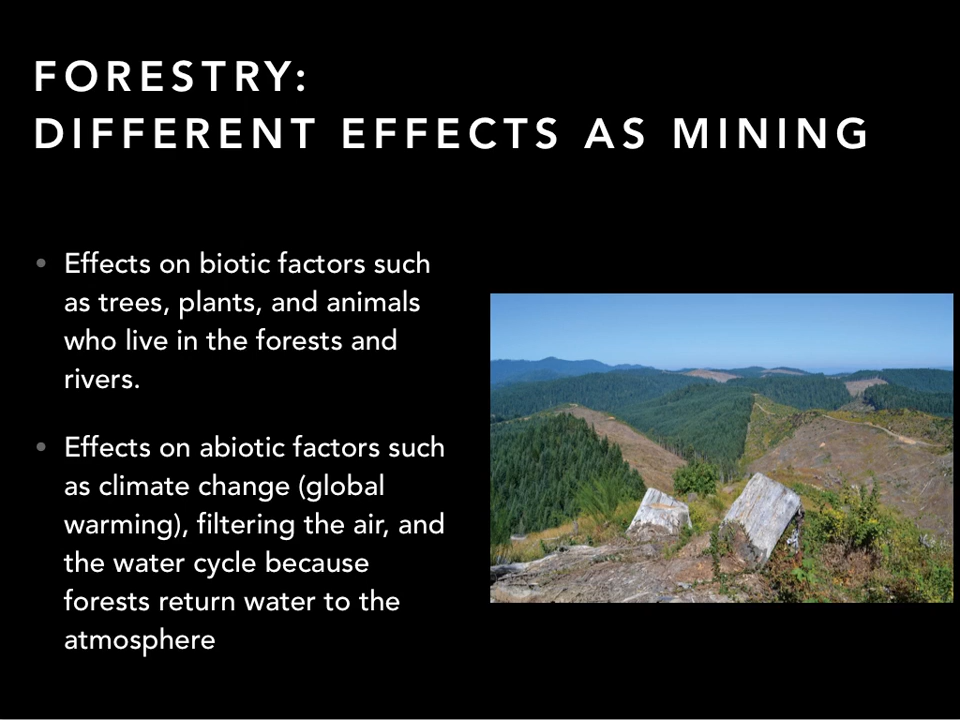 FORESTRY:
DIFFERENT EFFECTS AS MINING
• Effects on biotic factors such
as trees, plants, and animals
who live in the forests and
rivers.
• Effects on abiotic factors such
as climate change (global
warming), filtering the air, and
the water cycle because
forests return water to the
atmosphere